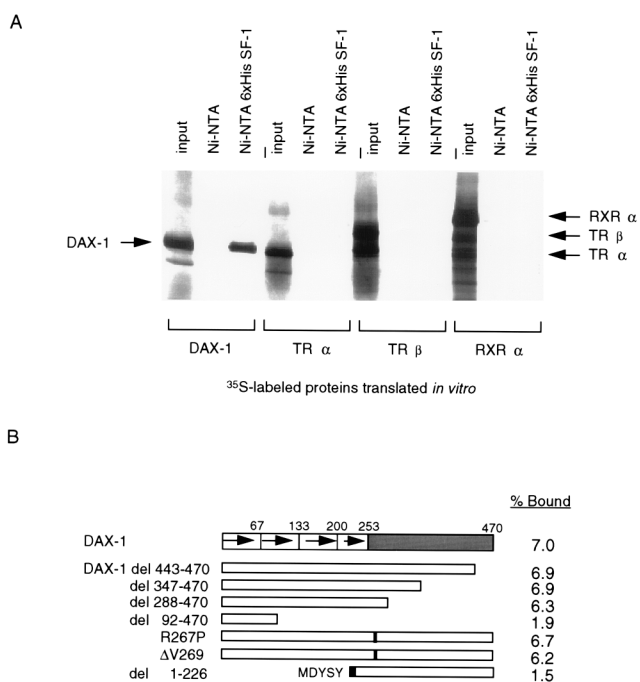 A
input
Ni-NTA
Ni-NTA 6xHis SF-1
input
Ni-NTA
Ni-NTA 6xHis SF-1
input
Ni-NTA
Ni-NTA 6xHis SF-1
input
Ni-NTA
Ni-NTA 6xHis SF-1
DAX-1
RXR α
TR β
TR α
DAX-1 TR α TR β RXR α
35S-labeled proteins translated in vitro
B
% Bound
67 133 200 253 470
DAX-1 7.0
DAX-1 del 443-470 6.9
del 347-470 6.9
del 288-470 6.3
del 92-470 1.9
R267P 6.7
ΔV269 6.2
del 1-226 MDYSY 1.5